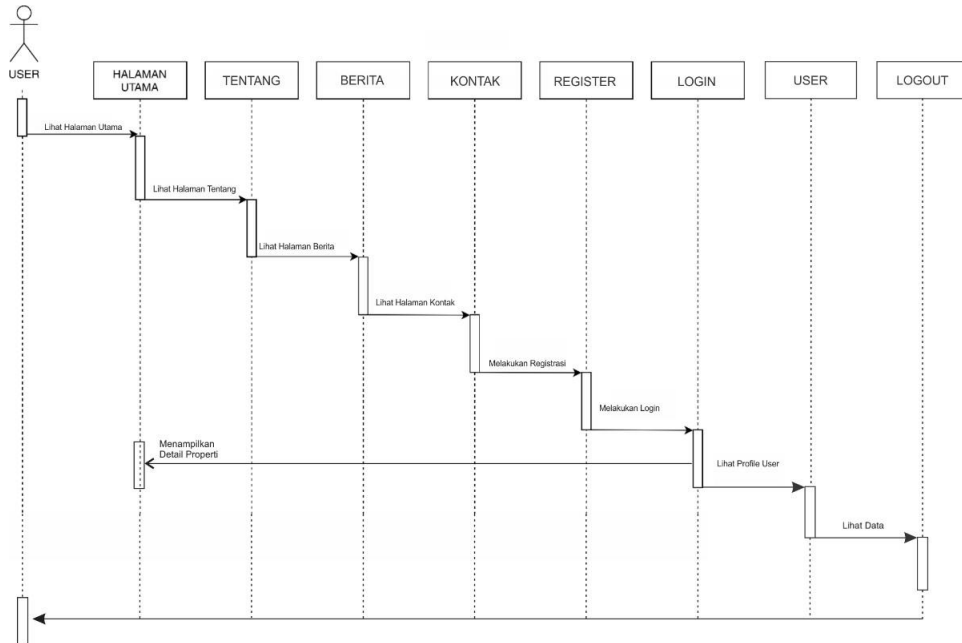 USER
HALAMAN
UTAMA
TENTANG
BERITA
KONTAK
REGISTER
LOGIN
USER
LOGOUT
Lihat Halaman Utama
Lihat Halaman Tentang
Lihat Halaman Berita
Lihat Halaman Kontak
Melakukan Registrasi
Melakukan Login
Menampilkan
Detail Properti
Lihat Profile User
Lihat Data